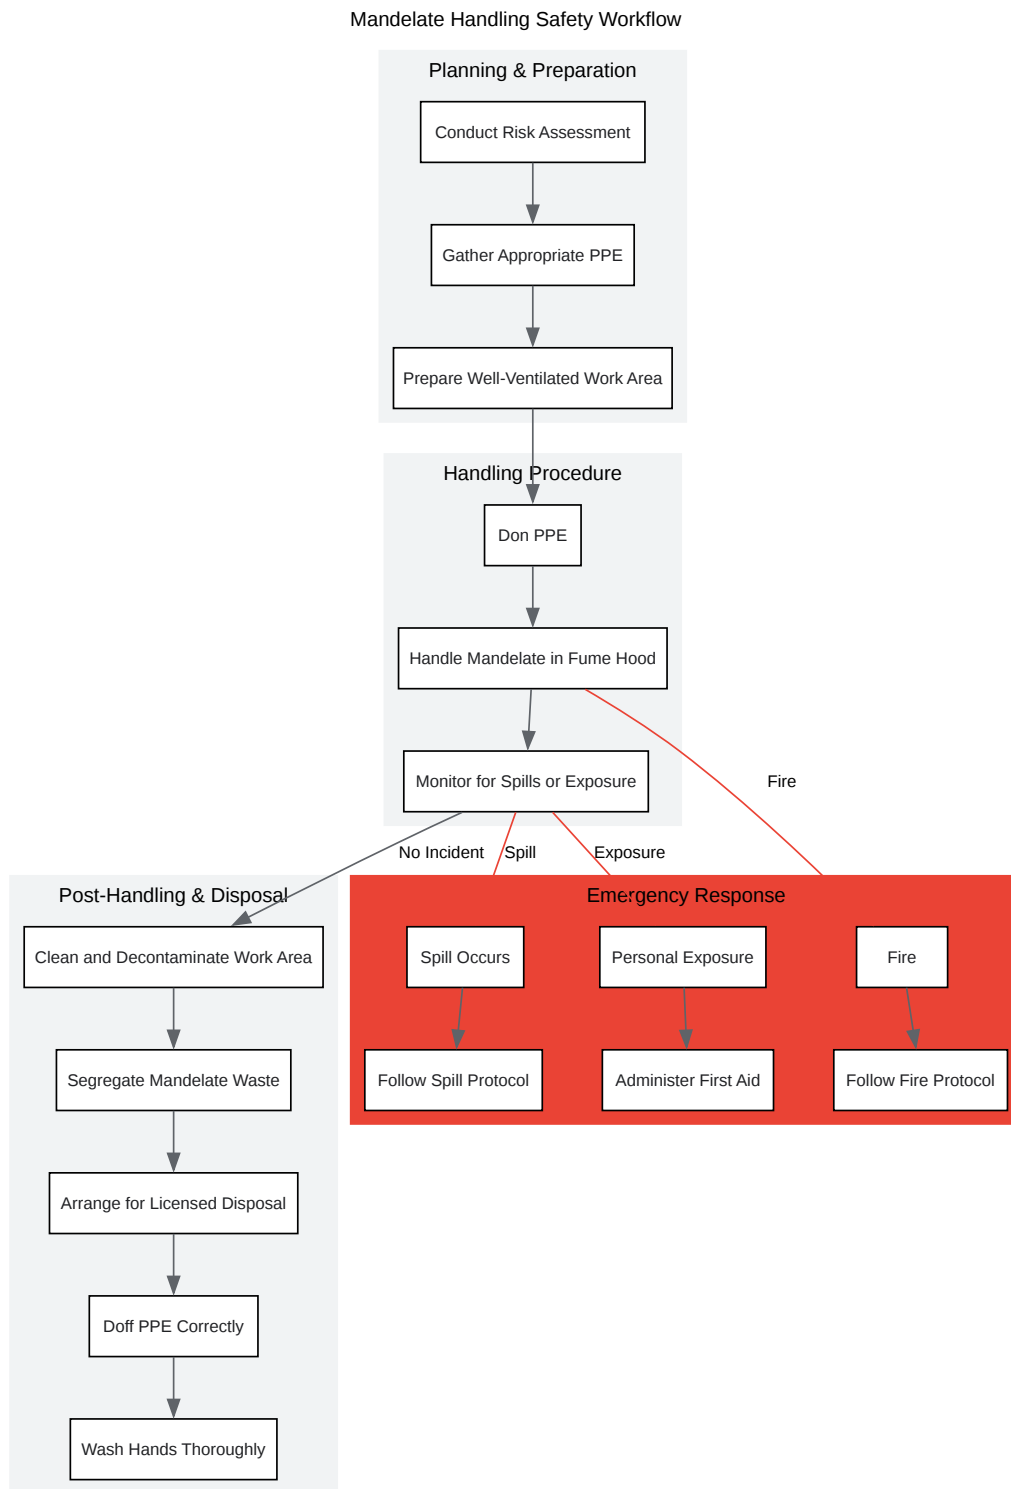 Mandelate Handling Safety Workflow
Planning & Preparation
Conduct Risk Assessment
Gather Appropriate PPE
Prepare Well-Ventilated Work Area
Handling Procedure
Don PPE
Handle Mandelate in Fume Hood
Monitor for Spills or Exposure
Fire
No Incident
Spill
Exposure
Post-Handling & Disposal
Clean and Decontaminate Work Area
Segregate Mandelate Waste
Arrange for Licensed Disposal
Doff PPE Correctly
Wash Hands Thoroughly
Emergency Response
Spill Occurs
Personal Exposure
Fire
Follow Spill Protocol
Administer First Aid
Follow Fire Protocol